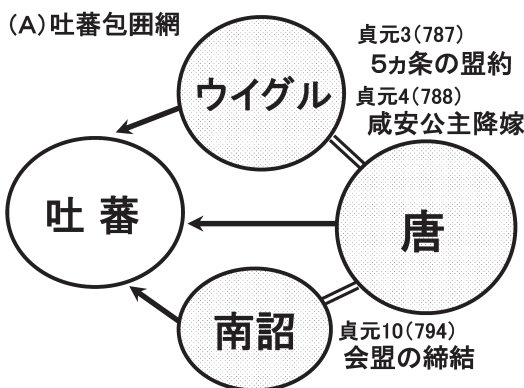 (A)吐蕃包囲網
貞元3(787)
5ヵ条の盟約
貞元4(788)
咸安公主降嫁
ウイグル
吐蕃
唐
南詔
貞元10(794)
会盟の締結